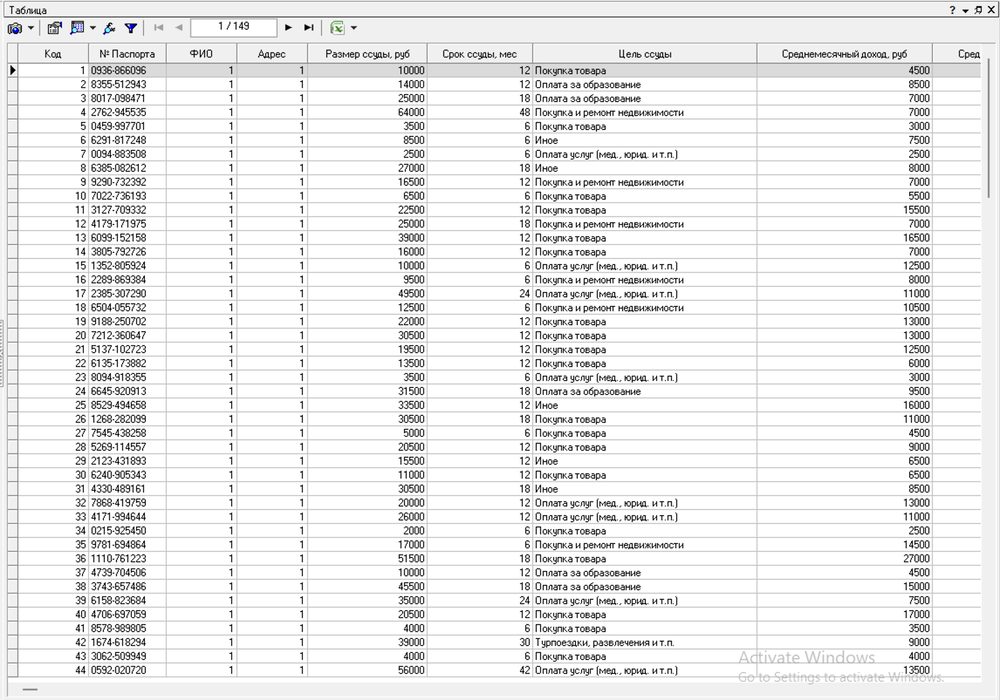 Таблица
1 / 149
Код № Паспорта ФИО Адрес Размер ссуды, руб Срок ссуды, мес Цель ссуды Среднемесячный доход, руб Сред
1 0936-866096 1 1 10000 12 Покупка товара 4500
2 8355-512943 1 1 14000 12 Оплата за образование 8500
3 8017-098471 1 1 25000 18 Оплата за образование 7000
4 2762-945535 1 1 64000 48 Покупка и ремонт недвижимости 7000
5 0459-997701 1 1 3500 6 Покупка товара 3000
6 6291-817248 1 1 8500 6 Иное 7500
7 0094-883508 1 1 2500 6 Оплата услуг (мед., юрид. и т.п.) 2500
8 6385-082612 1 1 27000 18 Иное 8000
9 9290-732392 1 1 16500 12 Покупка и ремонт недвижимости 7000
10 7022-736193 1 1 6500 6 Покупка товара 5500
11 3127-709332 1 1 22500 12 Покупка товара 15500
12 4179-171975 1 1 25000 18 Покупка и ремонт недвижимости 7000
13 6099-152158 1 1 39000 12 Покупка товара 16500
14 3805-792726 1 1 16000 12 Покупка товара 7000
15 1352-805924 1 1 10000 6 Оплата услуг (мед., юрид. и т.п.) 12500
16 2289-869384 1 1 9500 6 Покупка и ремонт недвижимости 8000
17 2385-307290 1 1 49500 24 Оплата услуг (мед., юрид. и т.п.) 11000
18 6504-055732 1 1 12500 6 Покупка и ремонт недвижимости 10500
19 9188-250702 1 1 22000 12 Покупка товара 13000
20 7212-360647 1 1 30500 12 Покупка товара 13000
21 5137-102723 1 1 19500 12 Покупка товара 12500
22 6135-173882 1 1 13500 12 Покупка товара 6000
23 8094-918355 1 1 3500 6 Оплата услуг (мед., юрид. и т.п.) 3000
24 6645-920913 1 1 31500 18 Оплата за образование 9500
25 8529-494658 1 1 33500 12 Иное 16000
26 1268-282099 1 1 30500 18 Покупка товара 11000
27 7545-438258 1 1 5000 6 Покупка товара 4500
28 5269-114557 1 1 20500 12 Покупка товара 9000
29 2123-431893 1 1 15500 12 Иное 6500
30 6240-905343 1 1 11000 12 Покупка товара 6500
31 4330-489161 1 1 30500 18 Иное 8500
32 7868-419759 1 1 20000 12 Оплата услуг (мед., юрид. и т.п.) 13000
33 4171-994644 1 1 26000 12 Оплата услуг (мед., юрид. и т.п.) 11000
34 0215-925450 1 1 2000 6 Покупка товара 2500
35 9781-694864 1 1 17000 6 Покупка и ремонт недвижимости 14500
36 1110-761223 1 1 51500 18 Покупка товара 27000
37 4739-704506 1 1 10000 12 Оплата за образование 4500
38 3743-657486 1 1 45500 18 Оплата за образование 15000
39 6158-823684 1 1 35000 24 Оплата услуг (мед., юрид. и т.п.) 7500
40 4706-697059 1 1 20500 12 Покупка товара 17000
41 8578-989805 1 1 4000 6 Покупка товара 3500
42 1674-618294 1 1 39000 30 Турпоездки, развлечения и т.п. 9000
43 3062-509949 1 1 4000 6 Покупка товара 4000
44 0592-020720 1 1 56000 42 Оплата услуг (мед., юрид. и т.п.) 13500
Activate Windows
Go to Settings to activate Windows.